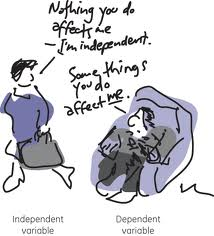 Nothing you do
affects me
– I'm independent.
Some things
you do
affect me.
Independent
variable
Dependent
variable